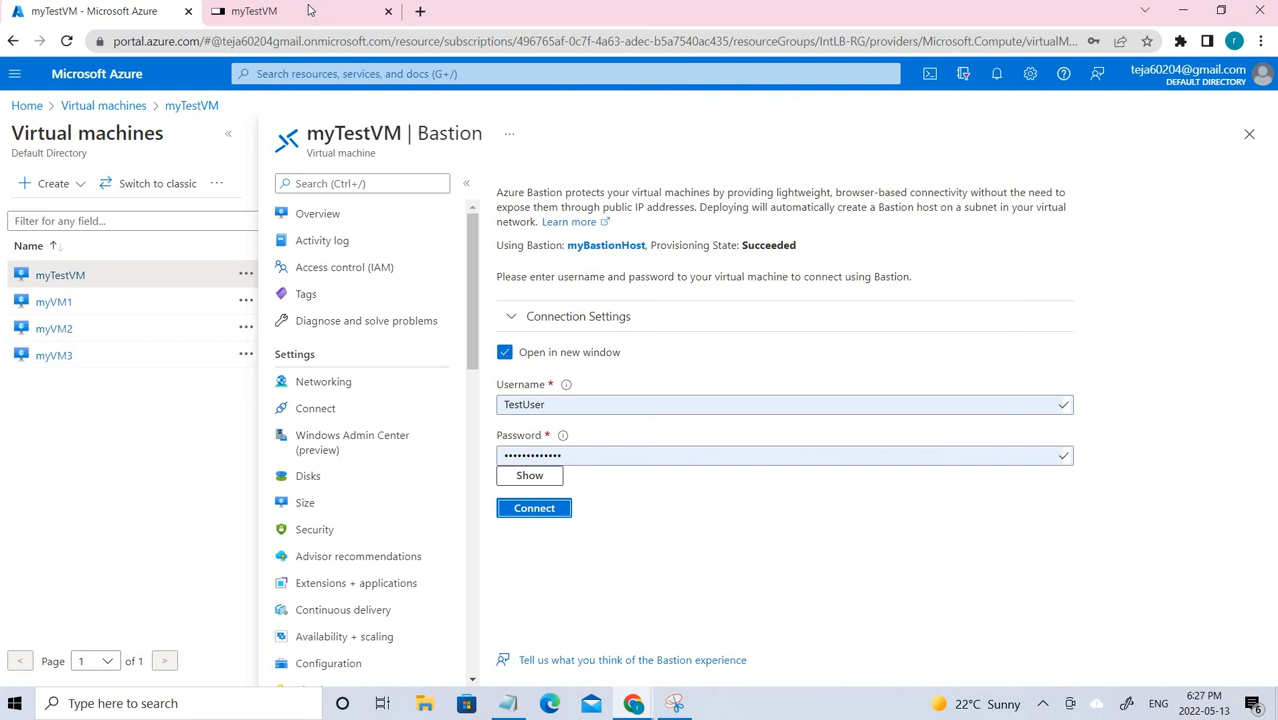 myTestVM - Microsoft Azure
myTestVM
portal.azure.com/#@teja60204gmail.onmicrosoft.com/resource/subscriptions/496765af-0c7f-4a63-adec-b5a7540ac435/resourceGroups/IntLB-RG/providers/Microsoft.Compute/virtualM...
r
Microsoft Azure
Search resources, services, and docs (G+/)
teja60204@gmail.com
DEFAULT DIRECTORY
Home > Virtual machines > myTestVM
Virtual machines
Default Directory
Create
Switch to classic
Filter for any field...
Name
myTestVM
myVM1
myVM2
myVM3
Page 1 of 1
myTestVM | Bastion
Virtual machine
Search (Ctrl+/)
Overview
Activity log
Access control (IAM)
Tags
Diagnose and solve problems
Settings
Networking
Connect
Windows Admin Center
(preview)
Disks
Size
Security
Advisor recommendations
Extensions + applications
Continuous delivery
Availability + scaling
Configuration
Azure Bastion protects your virtual machines by providing lightweight, browser-based connectivity without the need to
expose them through public IP addresses. Deploying will automatically create a Bastion host on a subnet in your virtual
network. Learn more
Using Bastion: myBastionHost, Provisioning State: Succeeded
Please enter username and password to your virtual machine to connect using Bastion.
Connection Settings
Open in new window
Username *
TestUser
Password *
•••••••••••••
Show
Connect
Tell us what you think of the Bastion experience
Type here to search
22°C Sunny
ENG
6:27 PM
2022-05-13
6